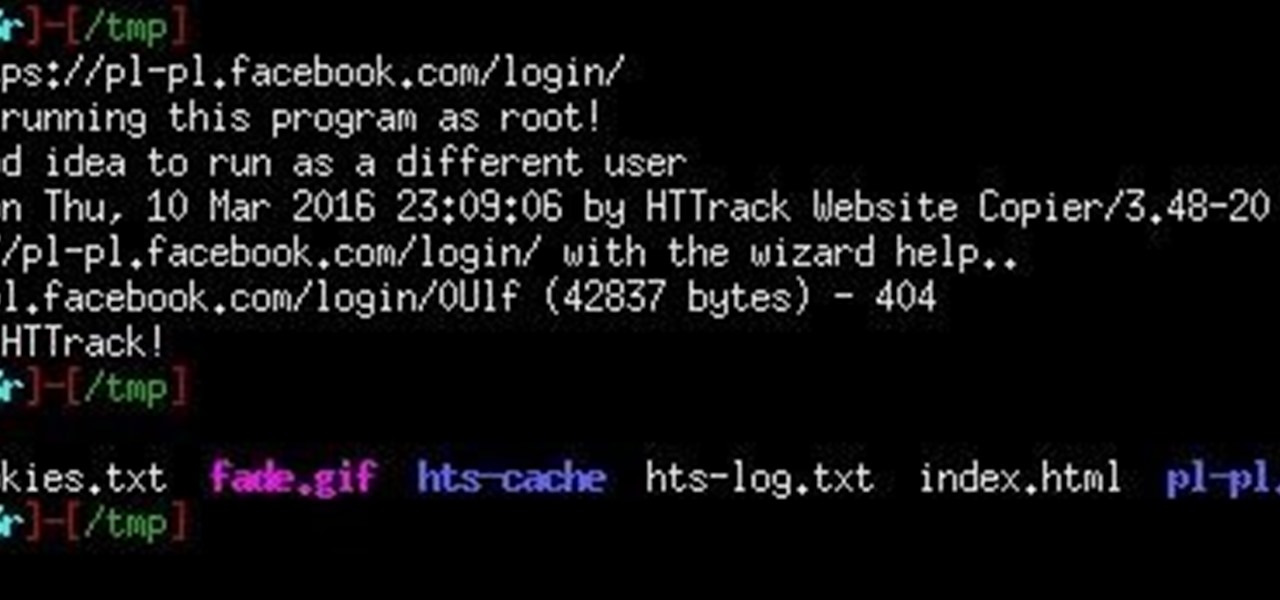 r]-[/tmp]
ps://pl-pl.facebook.com/login/
running this program as root!
d idea to run as a different user
n Thu, 10 Mar 2016 23:09:06 by HTTrack Website Copier/3.48-20
/pl-pl.facebook.com/login/ with the wizard help..
l.facebook.com/login/0Ulf (42837 bytes) - 404
HTTrack!
r]-[/tmp]
kies.txt fade.gif hts-cache hts-log.txt index.html pl-pl.
r]-[/tmp]